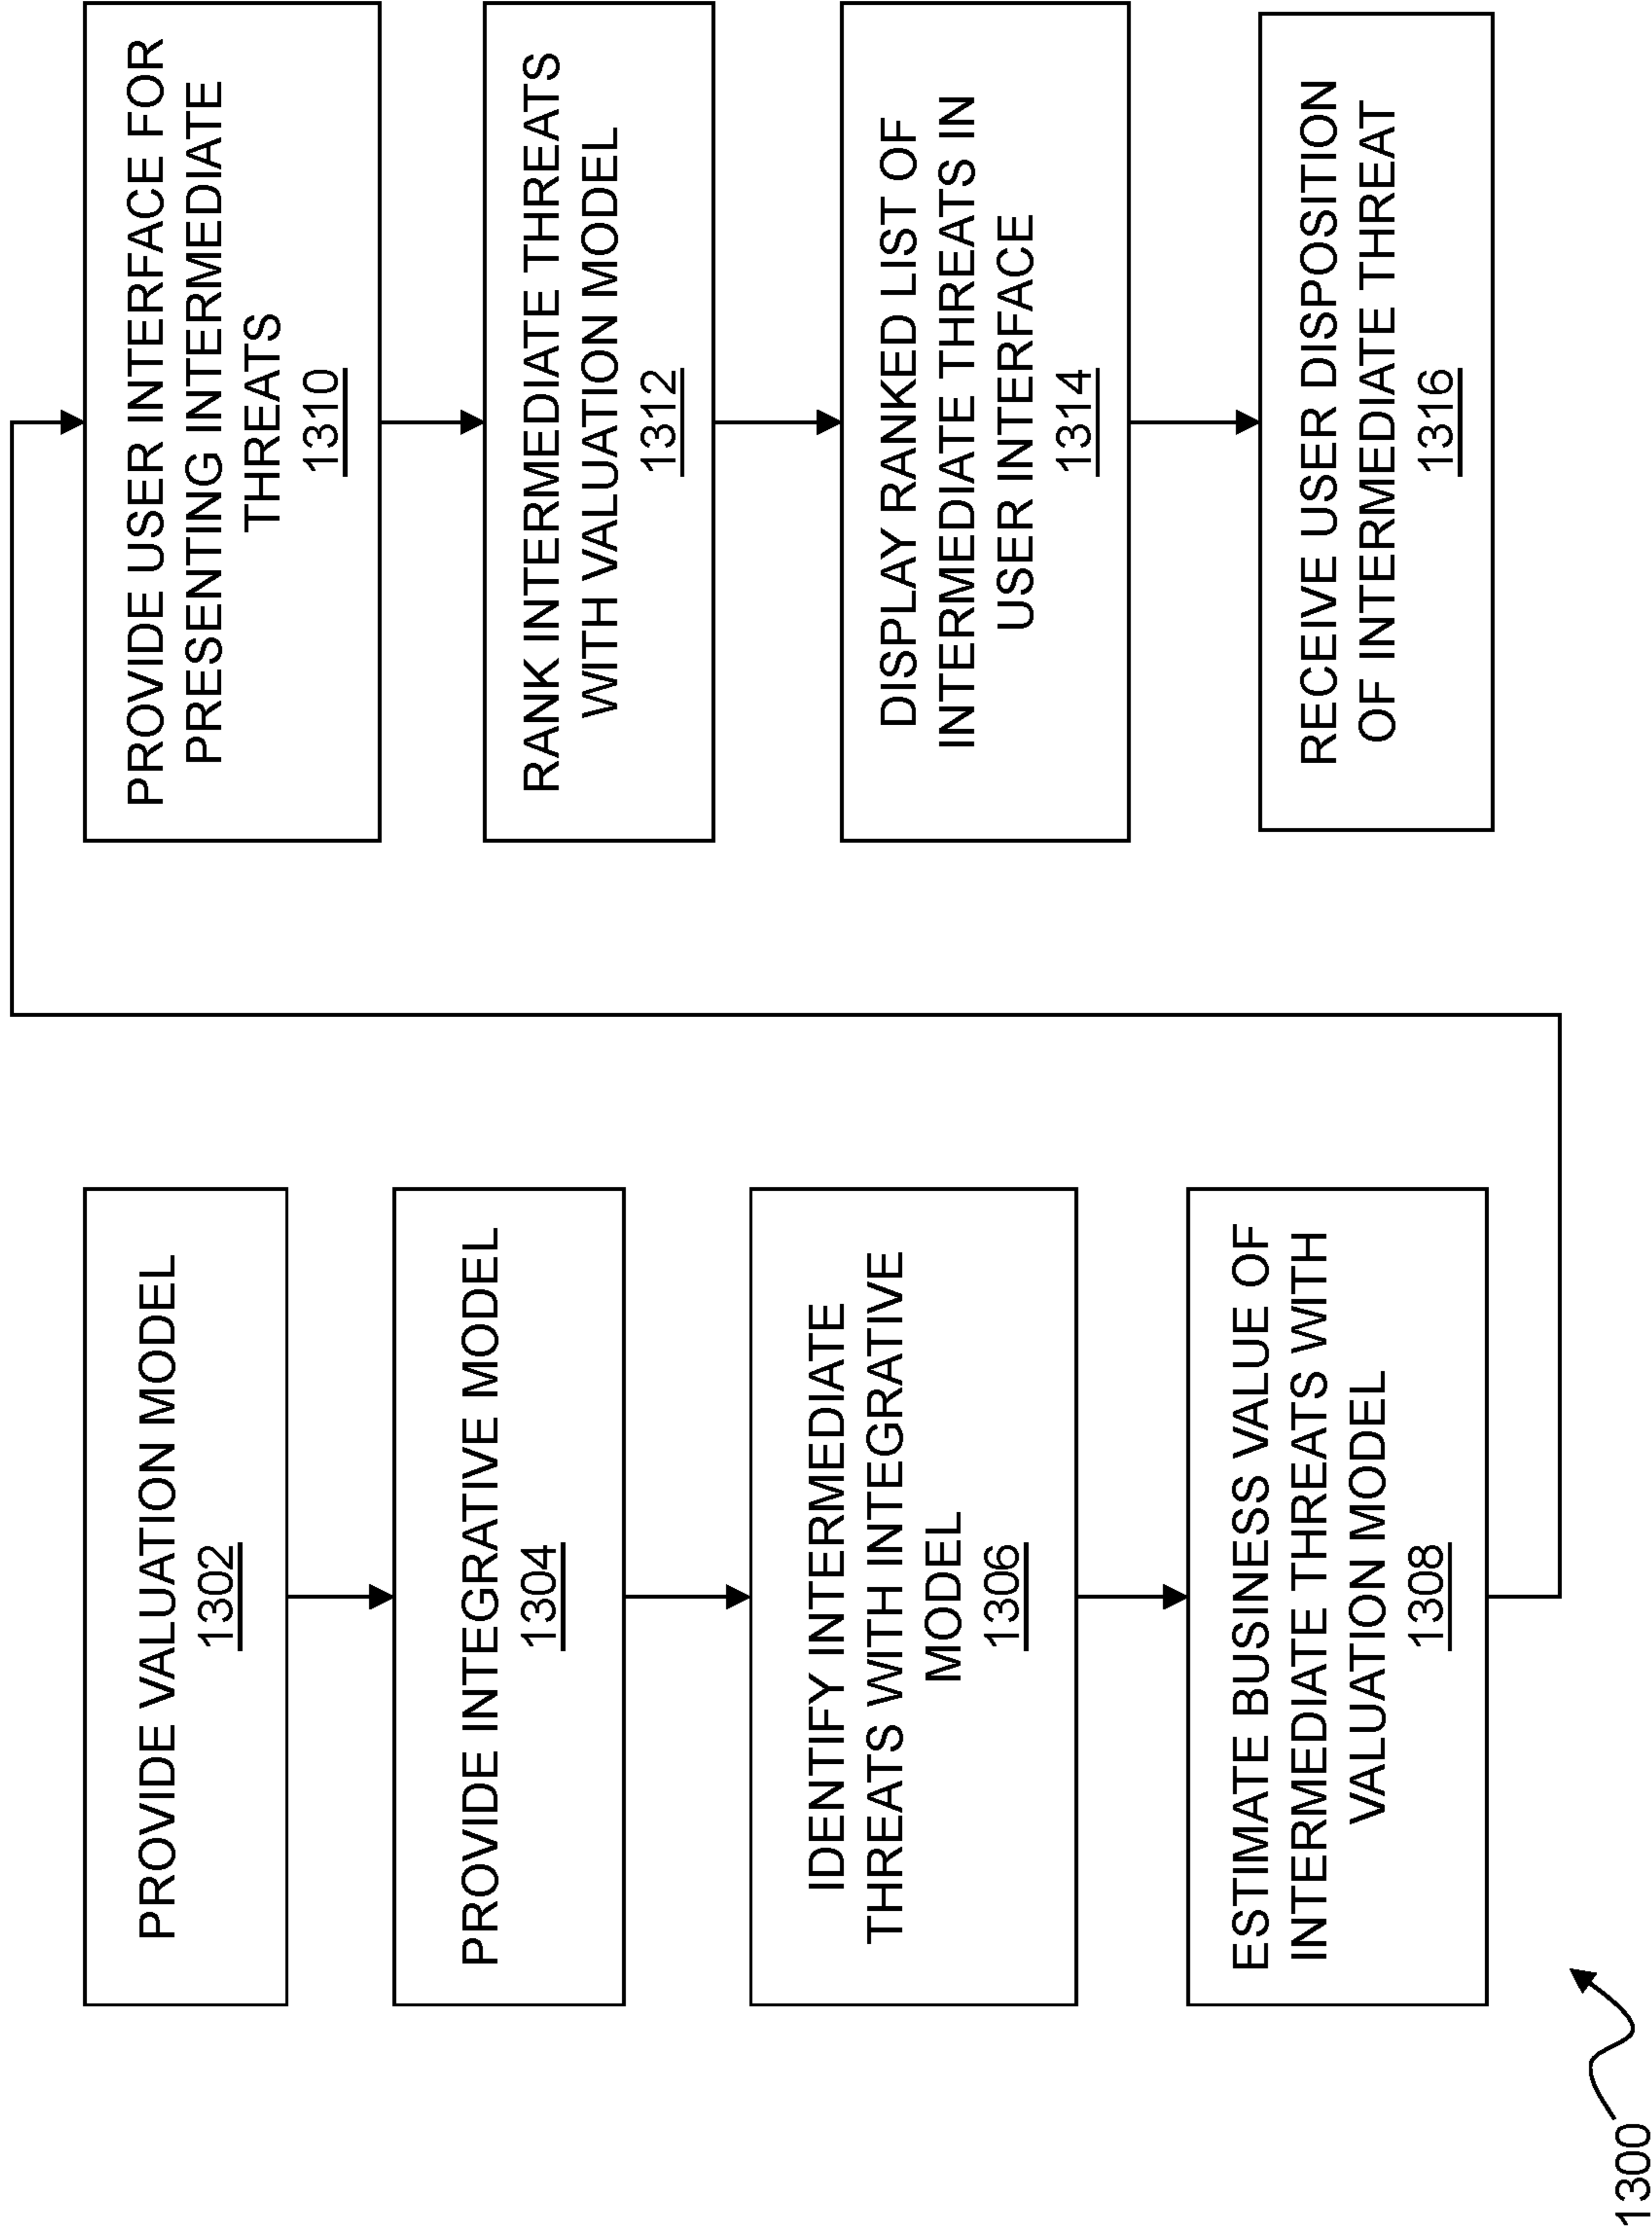 PROVIDE VALUATION MODEL
1302
PROVIDE INTEGRATIVE MODEL
1304
IDENTIFY INTERMEDIATE
THREATS WITH INTEGRATIVE
MODEL
1306
ESTIMATE BUSINESS VALUE OF
INTERMEDIATE THREATS WITH
VALUATION MODEL
1308
PROVIDE USER INTERFACE FOR
PRESENTING INTERMEDIATE
THREATS
1310
RANK INTERMEDIATE THREATS
WITH VALUATION MODEL
1312
DISPLAY RANKED LIST OF
INTERMEDIATE THREATS IN
USER INTERFACE
1314
RECEIVE USER DISPOSITION
OF INTERMEDIATE THREAT
1316
1300